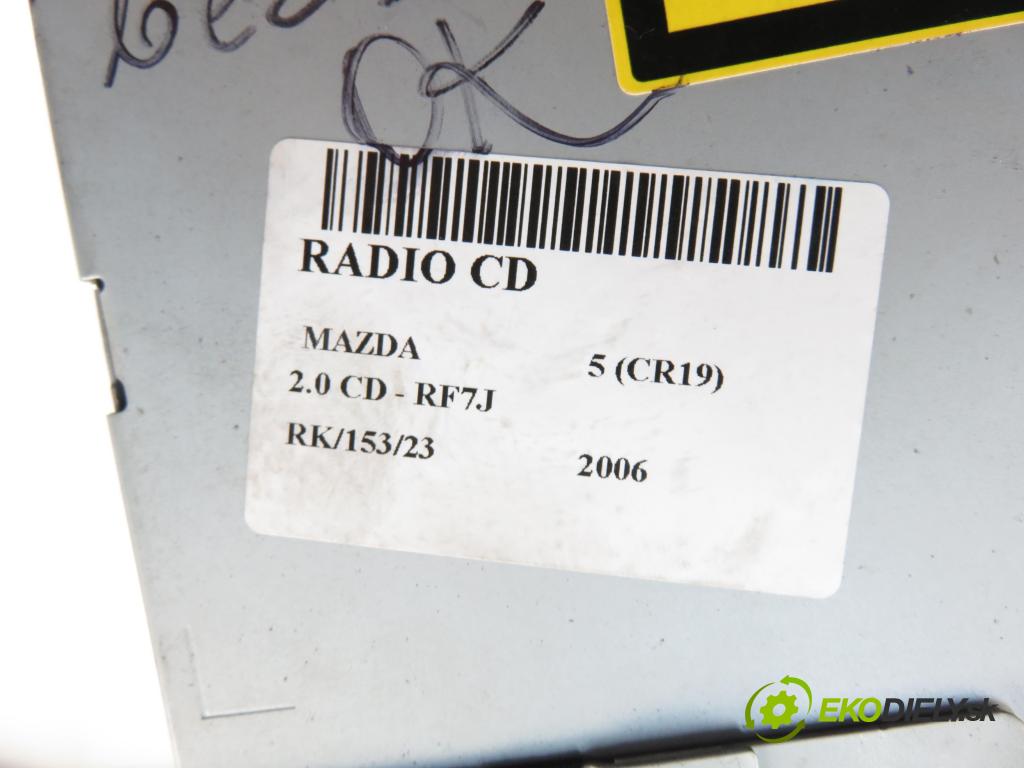 OK
RADIO CD
MAZDA 5 (CR19)
2.0 CD - RF7J
RK/153/23 2006
EKODIELY.sk